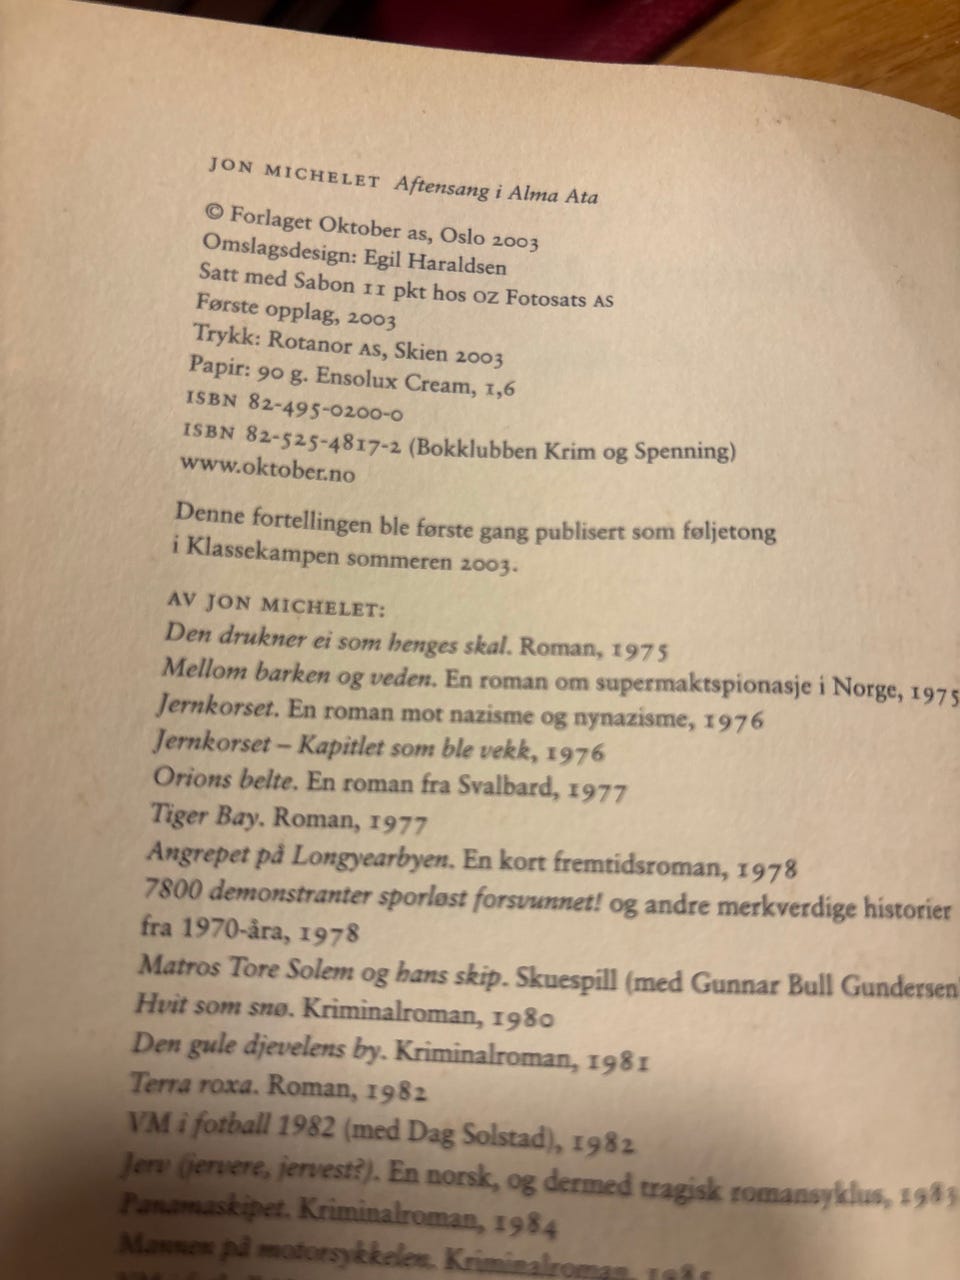 JON MICHELET Aftensang i Alma Ata
© Forlaget Oktober as, Oslo 2003
Omslagsdesign: Egil Haraldsen
Satt med Sabon 11 pkt hos OZ Fotosats AS
Første opplag, 2003
Trykk: Rotanor AS, Skien 2003
Papir: 90 g. Ensolux Cream, 1,6
ISBN 82-495-0200-0
ISBN 82-525-4817-2 (Bokklubben Krim og Spenning)
www.oktober.no
Denne fortellingen ble første gang publisert som føljetong
i Klassekampen sommeren 2003.
AV JON MICHELET:
Den drukner ei som henges skal. Roman, 1975
Mellom barken og veden. En roman om supermaktspionasje i Norge, 1975
Jernkorset. En roman mot nazisme og nynazisme, 1976
Jernkorset – Kapitlet som ble vekk, 1976
Orions belte. En roman fra Svalbard, 1977
Tiger Bay. Roman, 1977
Angrepet på Longyearbyen. En kort fremtidsroman, 1978
7800 demonstranter sporløst forsvunnet! og andre merkverdige historier
fra 1970-åra, 1978
Matros Tore Solem og hans skip. Skuespill (med Gunnar Bull Gundersen)
Hvit som snø. Kriminalroman, 1980
Den gule djevelens by. Kriminalroman, 1981
Terra roxa. Roman, 1982
VM i fotball 1982 (med Dag Solstad), 1982
Jerv (jervere, jervest?). En norsk, og dermed tragisk romansyklus, 1983
Panamaskipet. Kriminalroman, 1984
Mannen på motorsykkelen. Kriminalroman, 1985